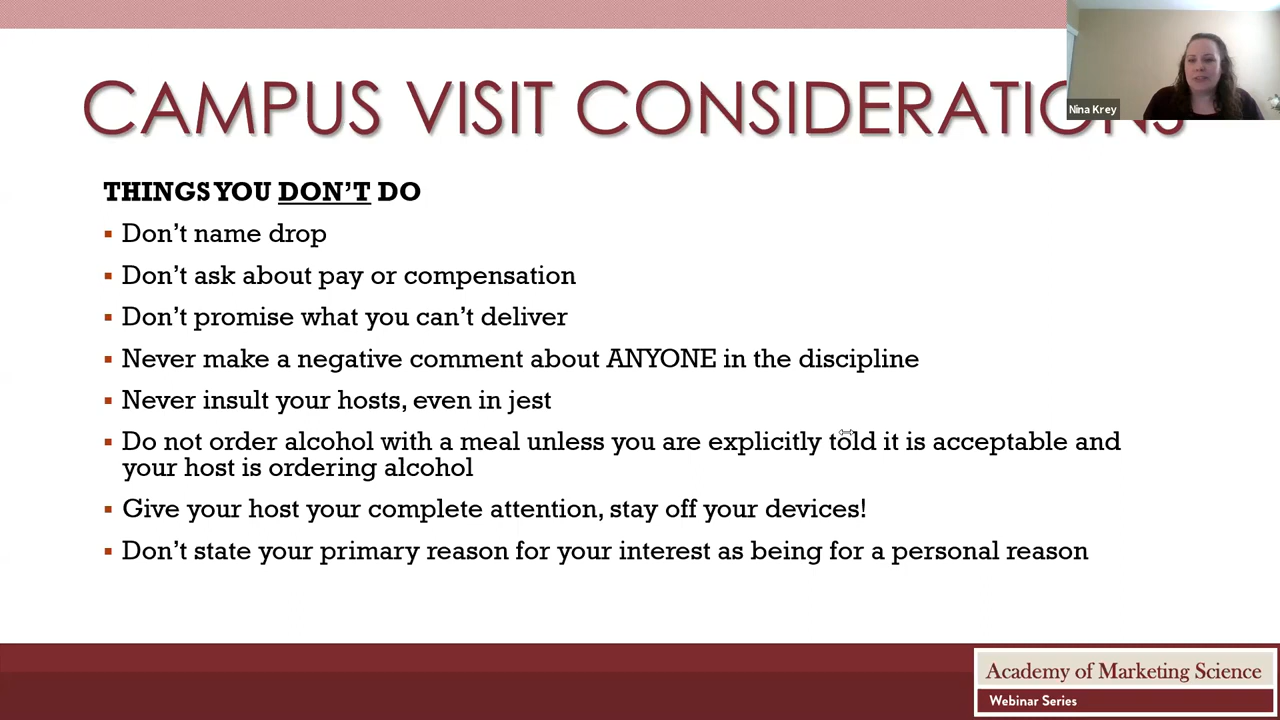 CAMPUS VISIT CONSIDERATIONS
Nina Krey
THINGS YOU DON'T DO
▪ Don't name drop
▪ Don't ask about pay or compensation
▪ Don't promise what you can't deliver
▪ Never make a negative comment about ANYONE in the discipline
▪ Never insult your hosts, even in jest
▪ Do not order alcohol with a meal unless you are explicitly told it is acceptable and
your host is ordering alcohol
▪ Give your host your complete attention, stay off your devices!
▪ Don't state your primary reason for your interest as being for a personal reason
Academy of Marketing Science
Webinar Series